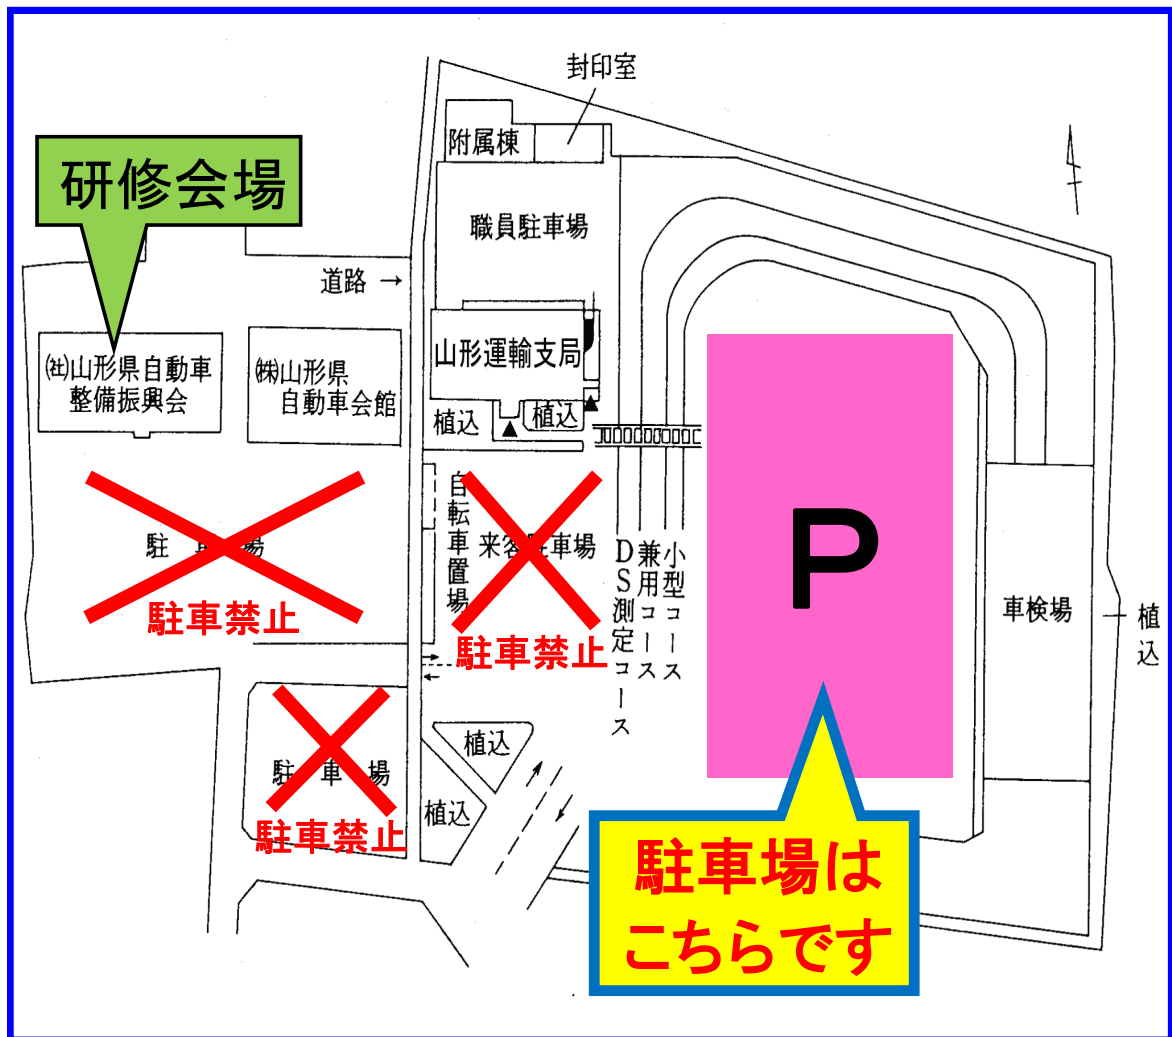 封印室
附属棟
研修会場
職員駐車場
道路 →
山形運輸支局
(社)山形県自動車
整備振興会
(株)山形県
自動車会館
植込
植込
自転車置場
来客駐車場
駐車場
駐車禁止
駐車禁止
DS測定コース
兼用コース
小型コース
P
車検場
植込
植込
駐車場
駐車禁止
植込
駐車場は
こちらです